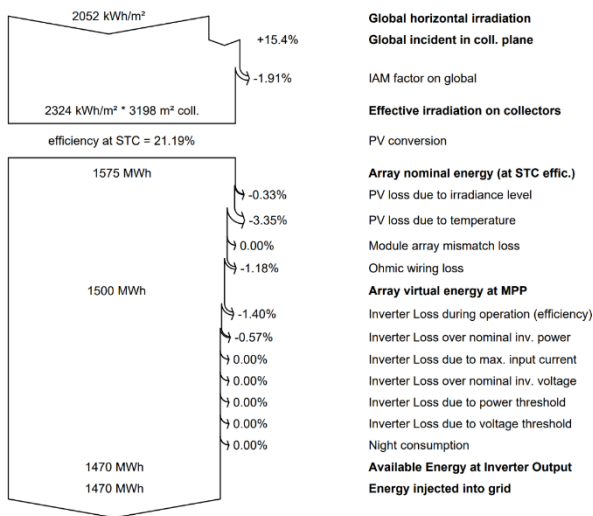 2052 kWh/m² Global horizontal irradiation
+15.4% Global incident in coll. plane
-1.91% IAM factor on global
2324 kWh/m² * 3198 m² coll. Effective irradiation on collectors
efficiency at STC = 21.19% PV conversion
1575 MWh Array nominal energy (at STC effic.)
-0.33% PV loss due to irradiance level
-3.35% PV loss due to temperature
0.00% Module array mismatch loss
-1.18% Ohmic wiring loss
1500 MWh Array virtual energy at MPP
-1.40% Inverter Loss during operation (efficiency)
-0.57% Inverter Loss over nominal inv. power
0.00% Inverter Loss due to max. input current
0.00% Inverter Loss over nominal inv. voltage
0.00% Inverter Loss due to power threshold
0.00% Inverter Loss due to voltage threshold
0.00% Night consumption
1470 MWh Available Energy at Inverter Output
1470 MWh Energy injected into grid